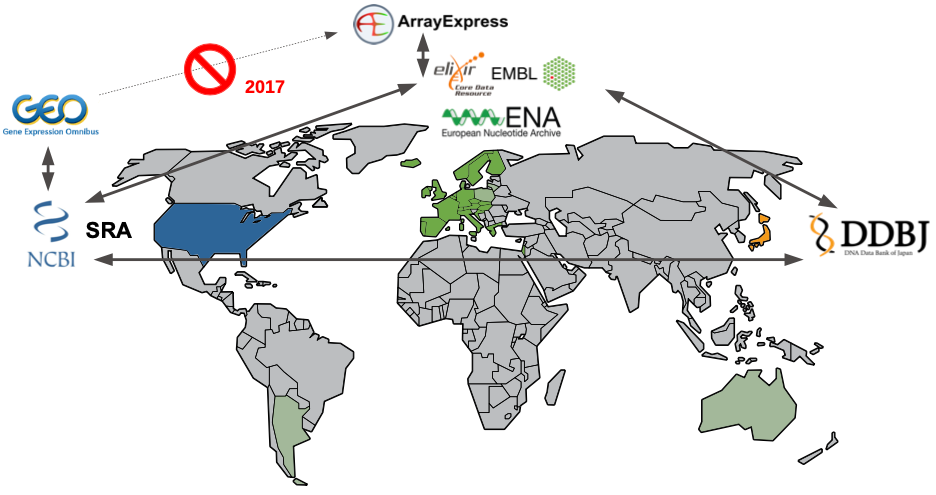 ArrayExpress
2017
elixir
Core Data
Resource
EMBL
GEO
Gene Expression Omnibus
ENA
European Nucleotide Archive
SRA
NCBI
DDBJ
DNA Data Bank of Japan